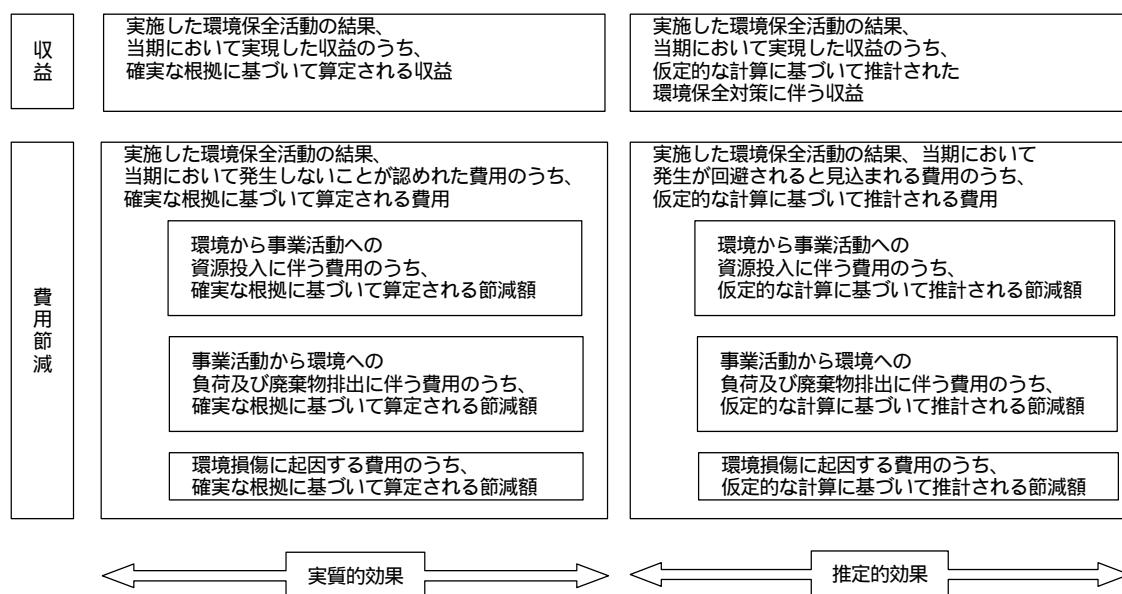 収益
実施した環境保全活動の結果、
当期において実現した収益のうち、
確実な根拠に基づいて算定される収益
実施した環境保全活動の結果、
当期において実現した収益のうち、
仮定的な計算に基づいて推計された
環境保全対策に伴う収益
費用節減
実施した環境保全活動の結果、
当期において発生しないことが認めれた費用のうち、
確実な根拠に基づいて算定される費用
環境から事業活動への
資源投入に伴う費用のうち、
確実な根拠に基づいて算定される節減額
事業活動から環境への
負荷及び廃棄物排出に伴う費用のうち、
確実な根拠に基づいて算定される節減額
環境損傷に起因する費用のうち、
確実な根拠に基づいて算定される節減額
実施した環境保全活動の結果、当期において
発生が回避されると見込まれる費用のうち、
仮定的な計算に基づいて推計される費用
環境から事業活動への
資源投入に伴う費用のうち、
仮定的な計算に基づいて推計される節減額
事業活動から環境への
負荷及び廃棄物排出に伴う費用のうち、
仮定的な計算に基づいて推計される節減額
環境損傷に起因する費用のうち、
仮定的な計算に基づいて推計される節減額
実質的効果
推定的効果